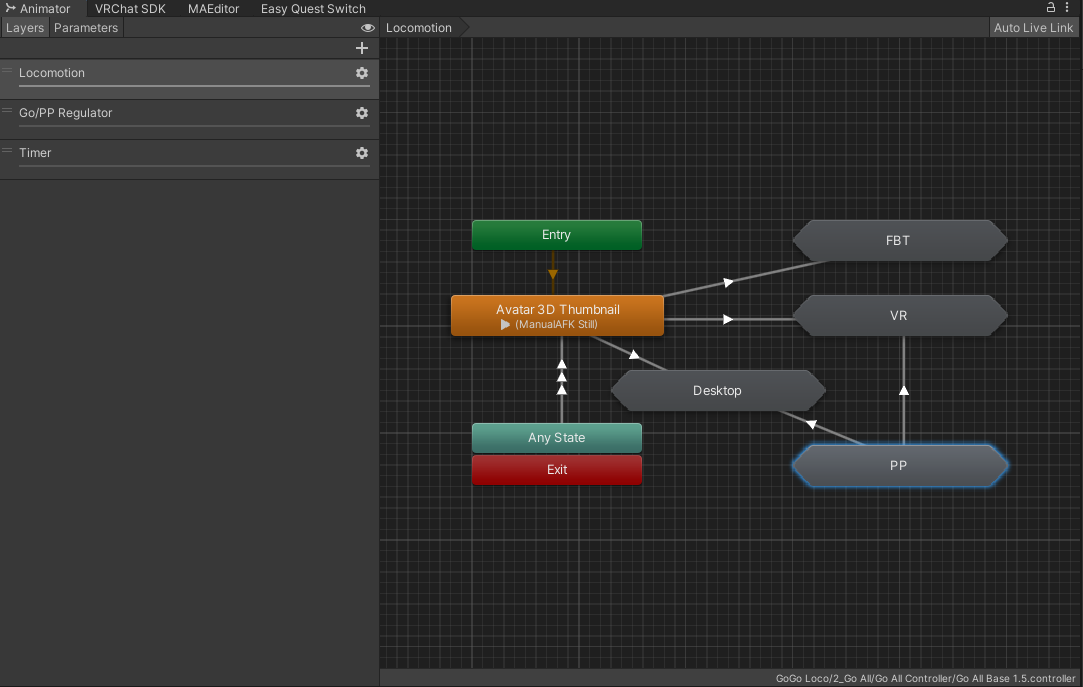 Animator VRChat SDK MAEditor Easy Quest Switch
Layers Parameters Locomotion Auto Live Link
Locomotion
Go/PP Regulator
Timer
Entry
FBT
Avatar 3D Thumbnail
(ManualAFK Still)
VR
Desktop
Any State
Exit
PP
GoGo Loco/2_Go All/Go All Controller/Go All Base 1.5.controller